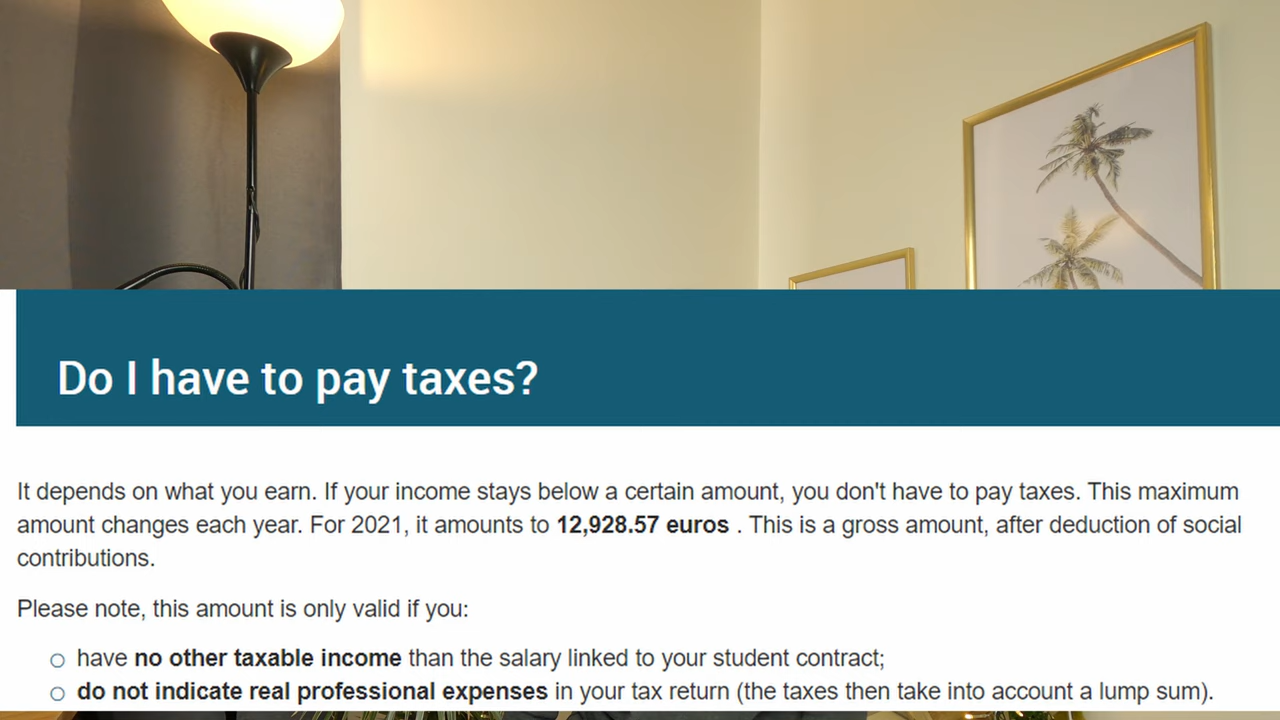 Do I have to pay taxes?
It depends on what you earn. If your income stays below a certain amount, you don't have to pay taxes. This maximum
amount changes each year. For 2021, it amounts to 12,928.57 euros . This is a gross amount, after deduction of social
contributions.
Please note, this amount is only valid if you:
○ have no other taxable income than the salary linked to your student contract;
○ do not indicate real professional expenses in your tax return (the taxes then take into account a lump sum).